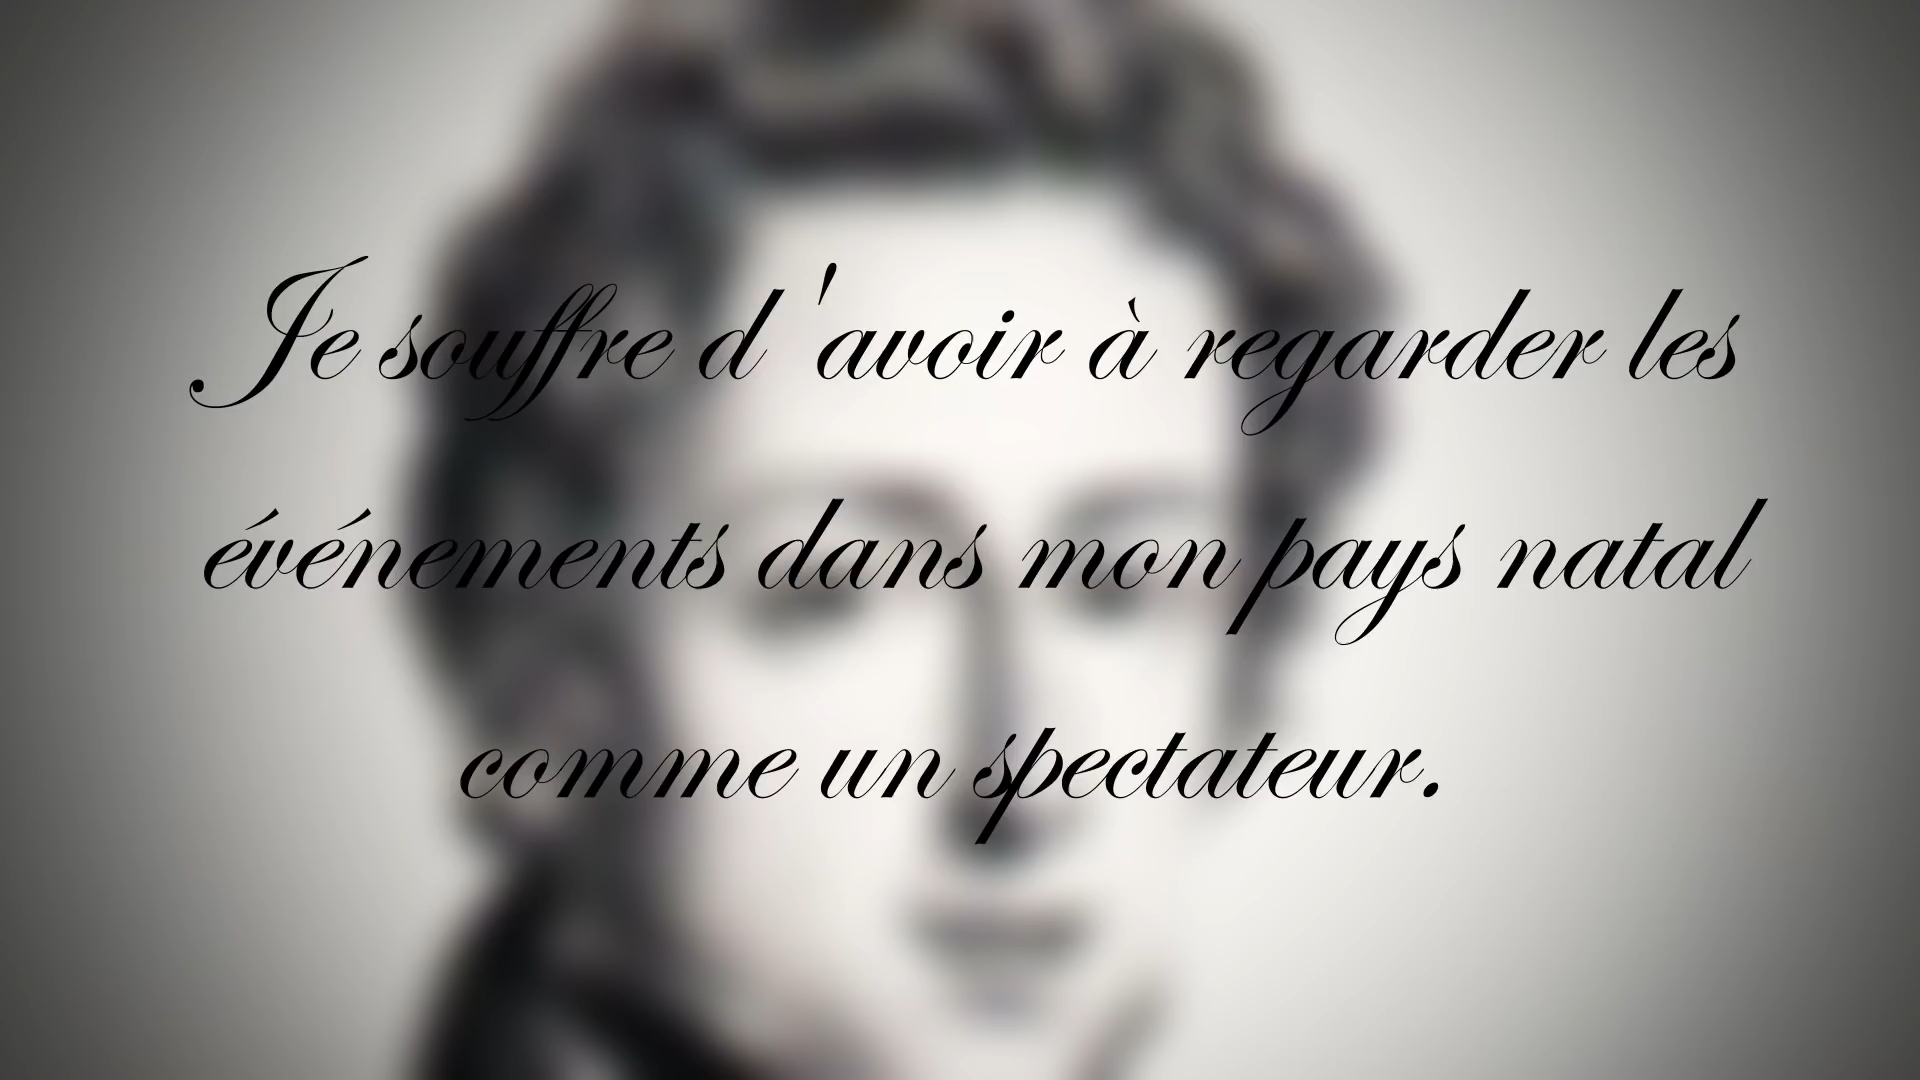 Je souffre d'avoir à regarder les
événements dans mon pays natal
comme un spectateur.